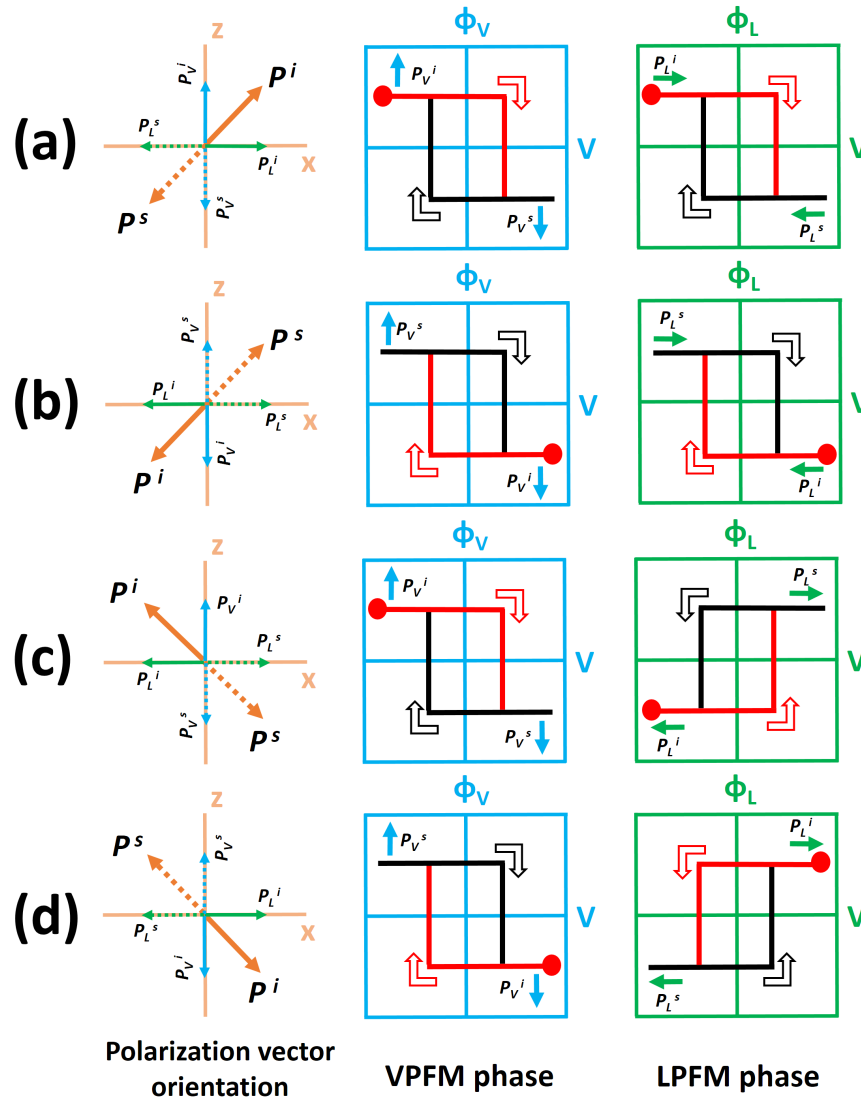 (a)
z
P_V^i
P^i
P_L^s
P_L^i
x
P^s
P_V^s
Φ_V
P_V^i
V
P_V^s
Φ_L
P_L^i
V
P_L^s
(b)
z
P_V^s
P^s
P_L^i
P_L^s
x
P^i
P_V^i
Φ_V
P_V^s
V
P_V^i
Φ_L
P_L^s
V
P_L^i
(c)
z
P^i
P_V^i
P_L^s
P_L^i
x
P_V^s
P^s
Φ_V
P_V^i
V
P_V^s
Φ_L
P_L^s
V
P_L^i
(d)
z
P^s
P_V^s
P_L^i
P_L^s
x
P_V^i
P^i
Φ_V
P_V^s
V
P_V^i
Φ_L
P_L^i
V
P_L^s
Polarization vector
orientation
VPFM phase
LPFM phase